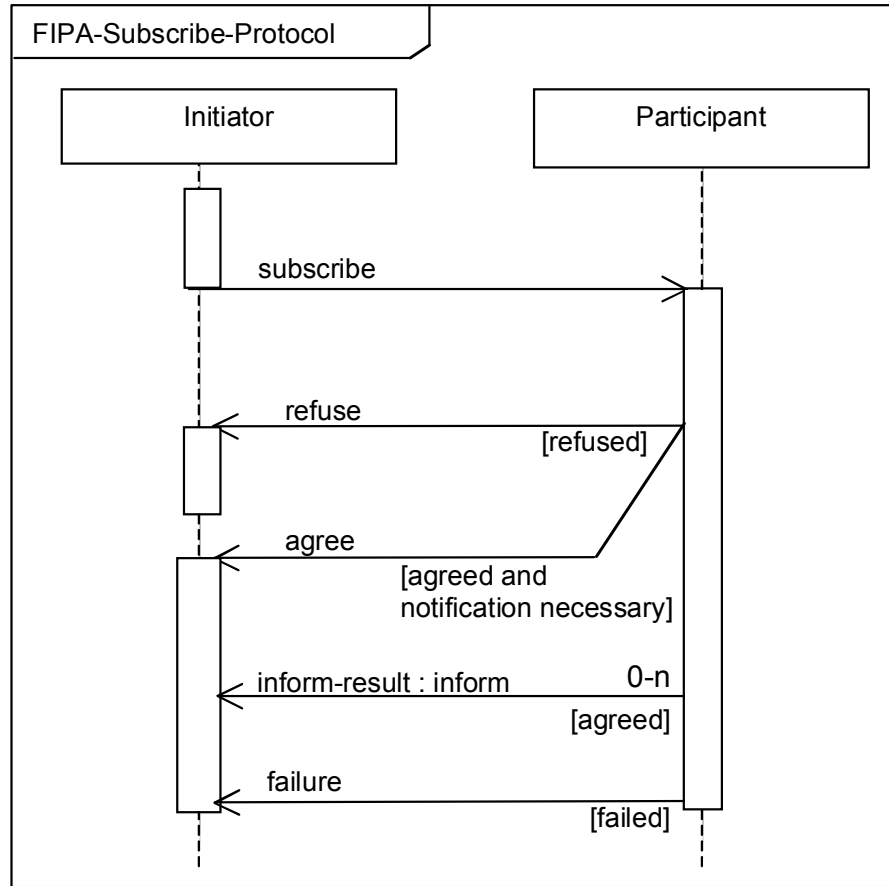 FIPA-Subscribe-Protocol
Initiator
Participant
subscribe
refuse
[refused]
agree
[agreed and
notification necessary]
inform-result : inform
0-n
[agreed]
failure
[failed]